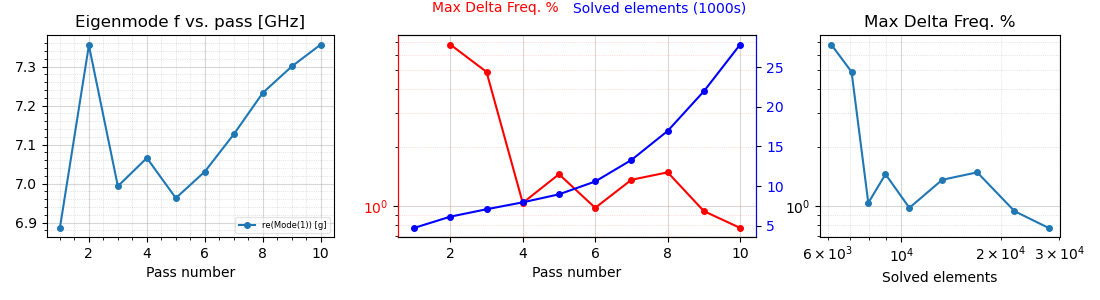 Eigenmode f vs. pass [GHz]
7.3
7.2
7.1
7.0
6.9
2 4 6 8 10
Pass number
re(Mode(1)) [g]
Max Delta Freq. % Solved elements (1000s)
10⁰
25
20
15
10
5
2 4 6 8 10
Pass number
Max Delta Freq. %
10⁰
6 × 10³ 10⁴ 2 × 10⁴ 3 × 10⁴
Solved elements